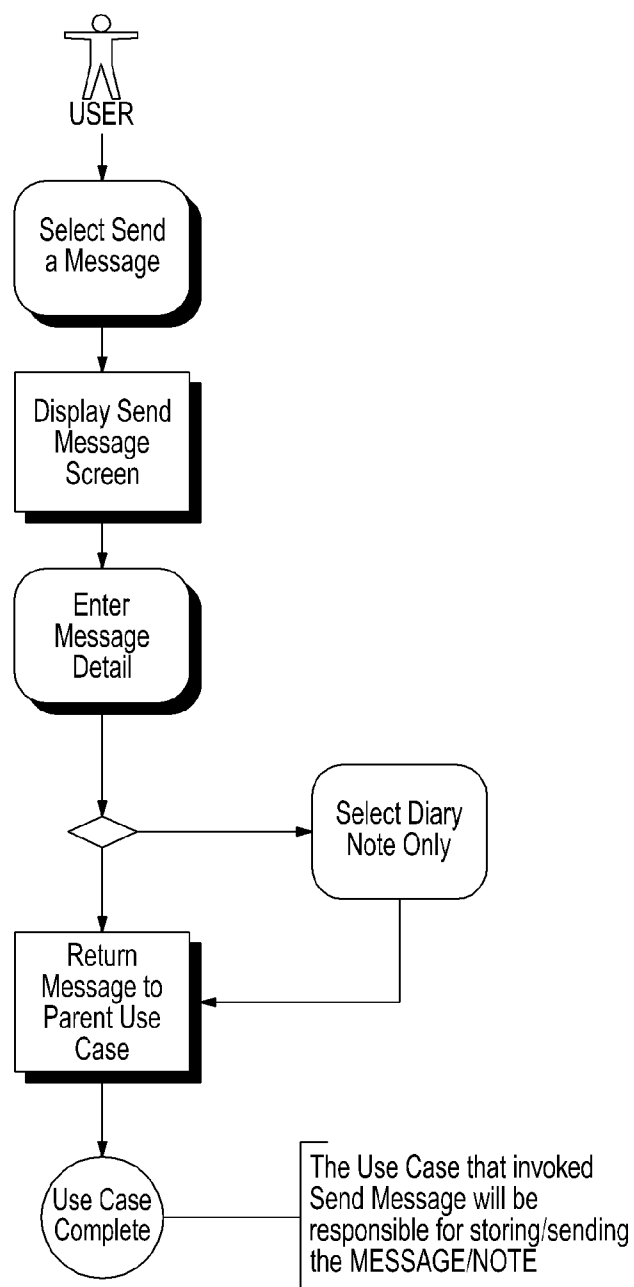 USER
Select Send
a Message
Display Send
Message
Screen
Enter
Message
Detail
Select Diary
Note Only
Return
Message to
Parent Use
Case
Use Case
Complete
The Use Case that invoked
Send Message will be
responsible for storing/sending
the MESSAGE/NOTE